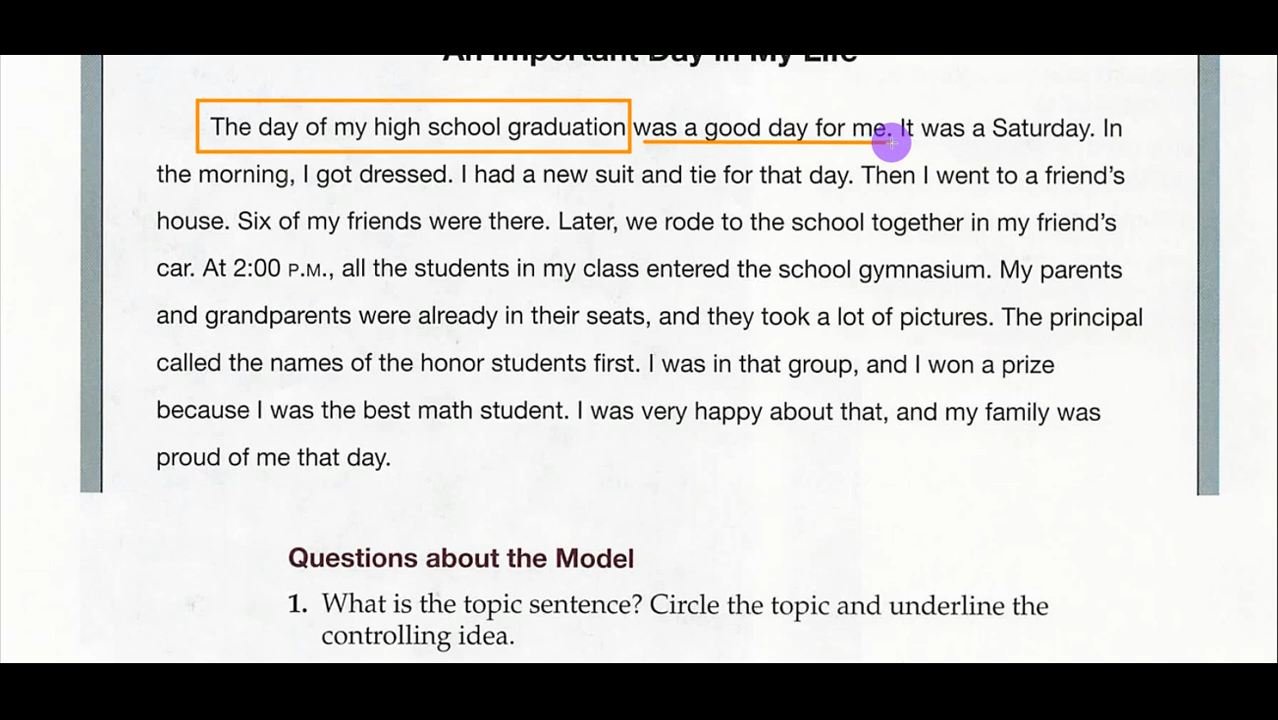 An Important Day in My Life
The day of my high school graduation was a good day for me. It was a Saturday. In
the morning, I got dressed. I had a new suit and tie for that day. Then I went to a friend's
house. Six of my friends were there. Later, we rode to the school together in my friend's
car. At 2:00 P.M., all the students in my class entered the school gymnasium. My parents
and grandparents were already in their seats, and they took a lot of pictures. The principal
called the names of the honor students first. I was in that group, and I won a prize
because I was the best math student. I was very happy about that, and my family was
proud of me that day.
Questions about the Model
1. What is the topic sentence? Circle the topic and underline the
controlling idea.